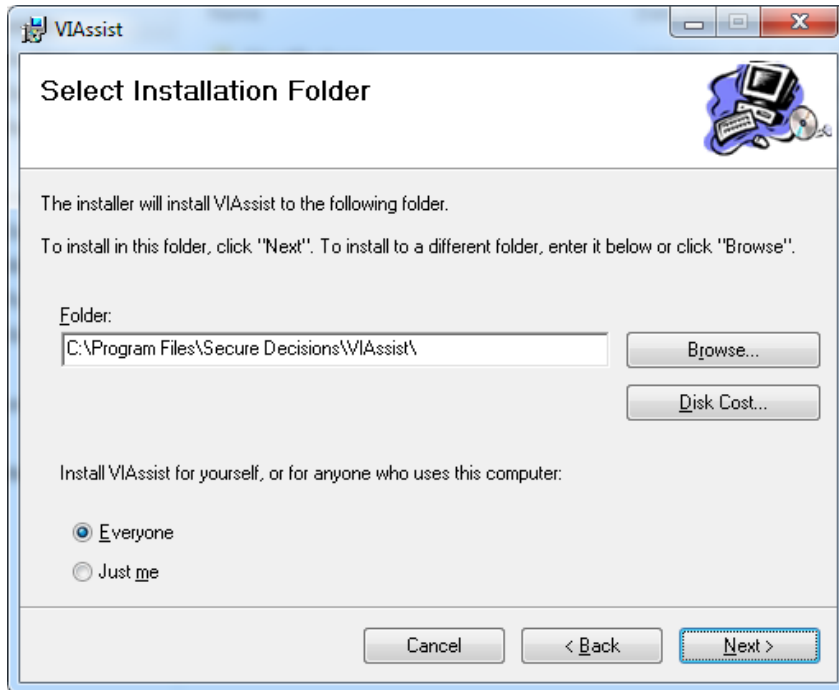 VIAssist
Select Installation Folder
The installer will install VIAssist to the following folder.
To install in this folder, click "Next". To install to a different folder, enter it below or click "Browse".
Folder:
C:\Program Files\Secure Decisions\VIAssist\
Browse...
Disk Cost...
Install VIAssist for yourself, or for anyone who uses this computer:
Everyone
Just me
Cancel
< Back
Next >